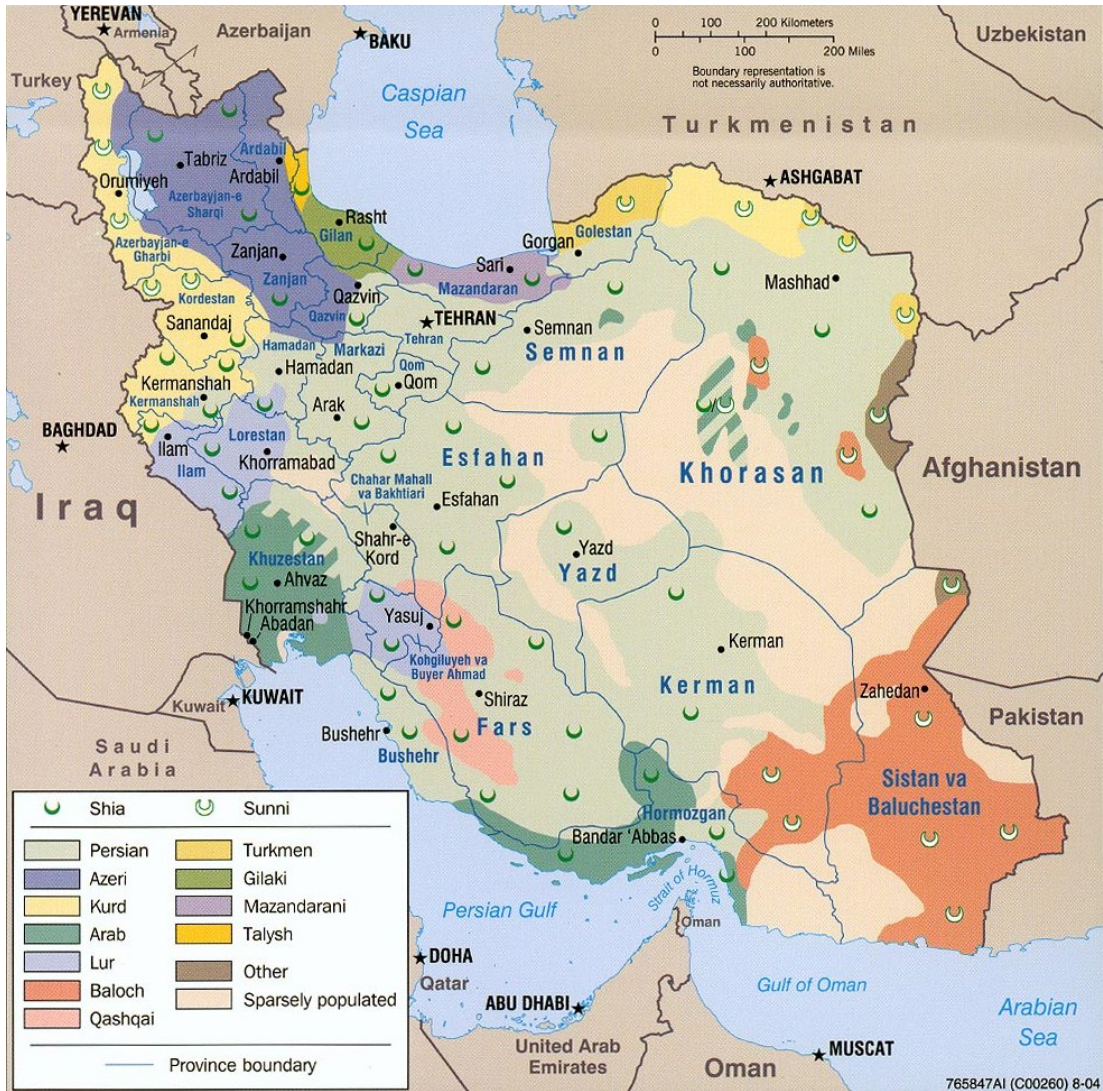 YEREVAN
Armenia
Azerbaijan
BAKU
Turkey
Caspian
Sea
200 Kilometers
0 100
0 100 200 Miles
Boundary representation is
not necessarily authoritative.
Uzbekistan
Turkmenistan
ASHGABAT
Ardabil
Tabriz
Ardabil
Orumiyeh
Azerbayjan-e
Sharqi
Rasht
Gilan
Golestan
Gorgan
Azerbayjan-e
Gharbi
Zanjan
Zanjan
Sari
Mazandaran
Mashhad
Kordestan
Qazvin
Qazvin
TEHRAN
Tehran
Semnan
Semnan
Sanandaj
Hamadan
Markazi
Hamadan
Qom
Qom
Kermanshah
Kermanshah
Arak
BAGHDAD
Ilam
Ilam
Lorestan
Khorramabad
Esfahan
Khorasan
Afghanistan
Chahar Mahall
va Bakhtiari
Esfahan
Iraq
Shahr-e
Kord
Yazd
Yazd
Khuzestan
Ahvaz
Khorramshahr
Abadan
Yasuj
Kohgiluyeh va
Buyer Ahmad
Kerman
Kerman
Zahedan
Kuwait
KUWAIT
Shiraz
Fars
Bushehr
Bushehr
Pakistan
Saudi
Arabia
Sistan va
Baluchestan
Hormozgan
Bandar 'Abbas
Strait of Hormuz
Persian Gulf
Oman
DOHA
Qatar
ABU DHABI
United Arab
Emirates
Gulf of Oman
Arabian
Sea
MUSCAT
Oman
Shia Sunni
Persian Turkmen
Azeri Gilaki
Kurd Mazandarani
Arab Talysh
Lur Other
Baloch Sparsely populated
Qashqai
Province boundary
765847AI (C00260) 8-04